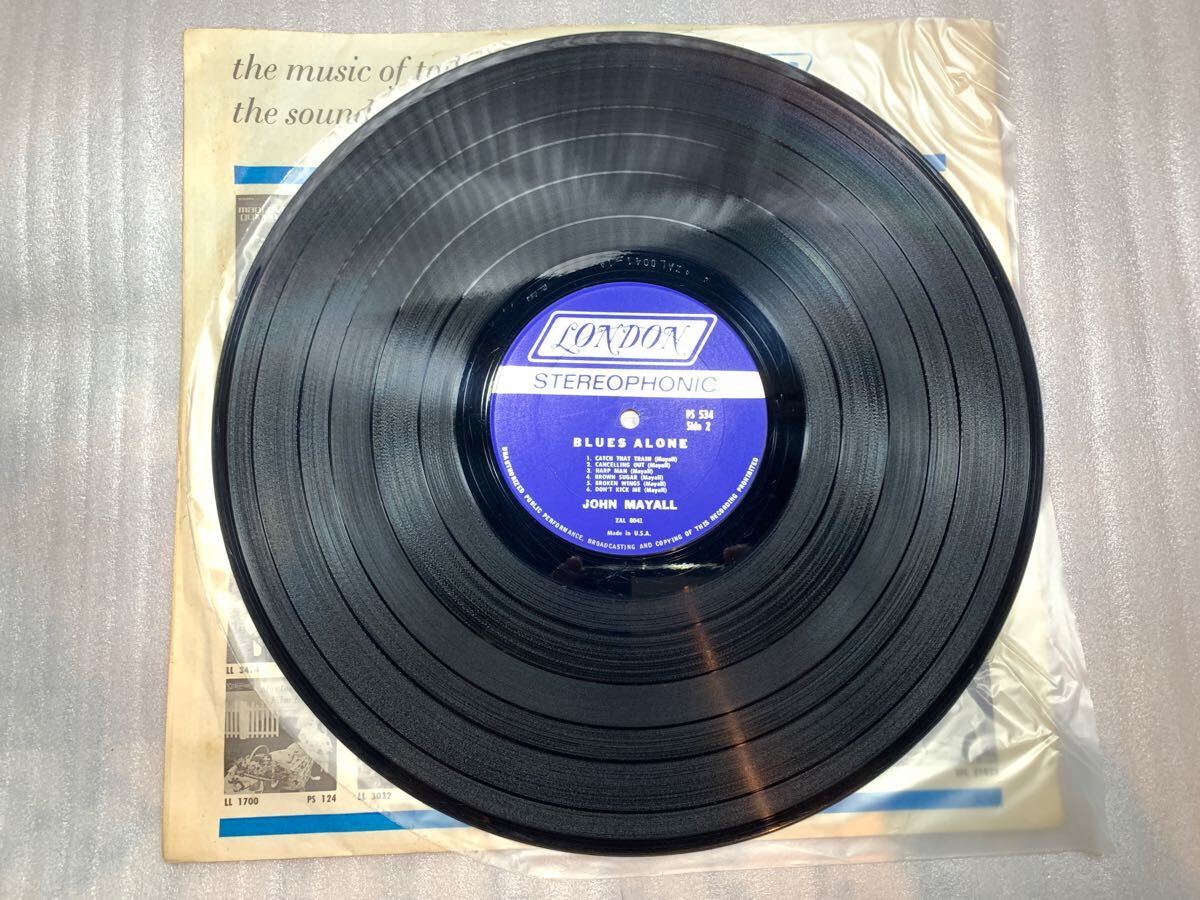 the music of
the sound
LONDON
STEREOPHONIC
PS 534
Side 2
BLUES ALONE
1. CATCH THAT TRAIN (Mayall)
2. CANCELLING OUT (Mayall)
3. HARP MAN (Mayall)
4. BROWN SUGAR (Mayall)
5. BROKEN WINGS (Mayall)
6. DON'T KICK ME (Mayall)
JOHN MAYALL
ZAL 8041
Made in U.S.A.
UNAUTHORIZED PUBLIC PERFORMANCE, BROADCASTING AND COPYING OF THIS RECORDING PROHIBITED
LL 1700 PS 124 LL 3032